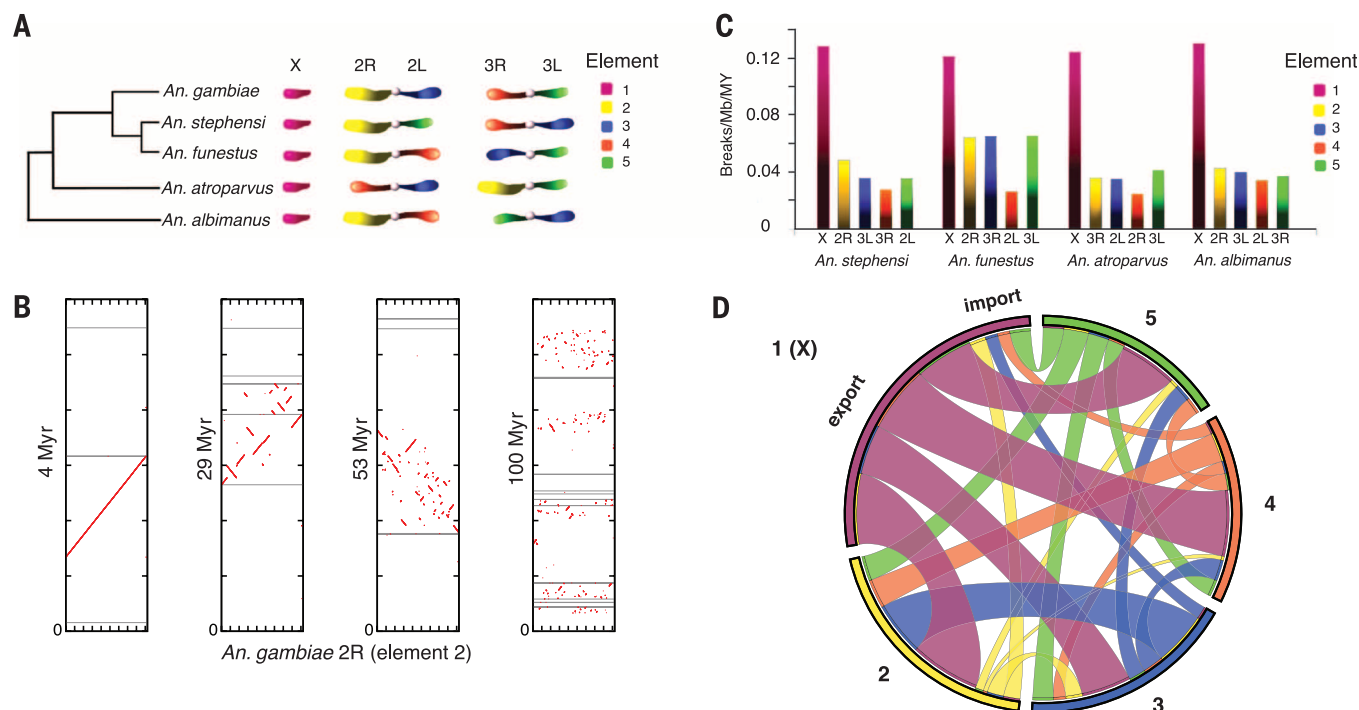 A
X 2R 2L 3R 3L
Element
1
2
3
4
5
An. gambiae
An. stephensi
An. funestus
An. atroparvus
An. albimanus
B
4 Myr
0
29 Myr
0
53 Myr
0
100 Myr
0
An. gambiae 2R (element 2)
C
Breaks/Mb/MY
0.12
0.08
0.04
0
X 2R 3L 3R 2L
An. stephensi
X 2R 3R 2L 3L
An. funestus
X 3R 2L 2R 3L
An. atroparvus
X 2R 3L 2L 3R
An. albimanus
Element
1
2
3
4
5
D
1 (X)
import
export
5
4
3
2